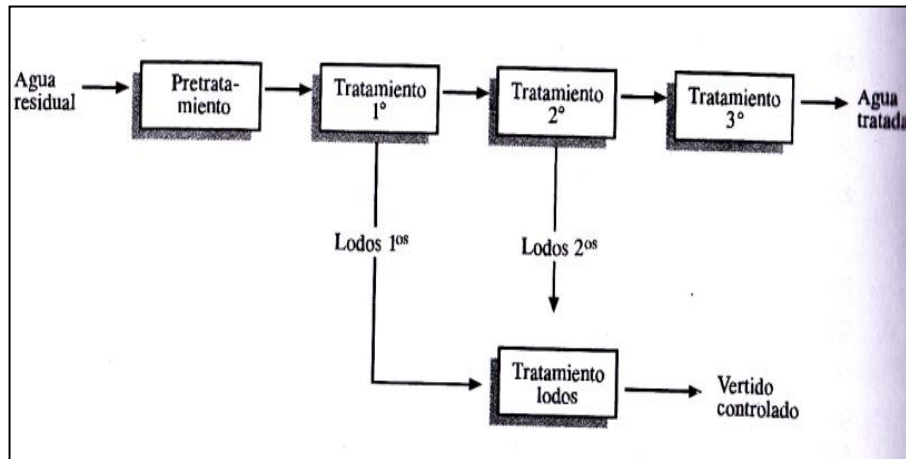 Agua
residual
Pretrata-
miento
Tratamiento
1°
Tratamiento
2°
Tratamiento
3°
Agua
tratada
Lodos 1os
Lodos 2os
Tratamiento
lodos
Vertido
controlado